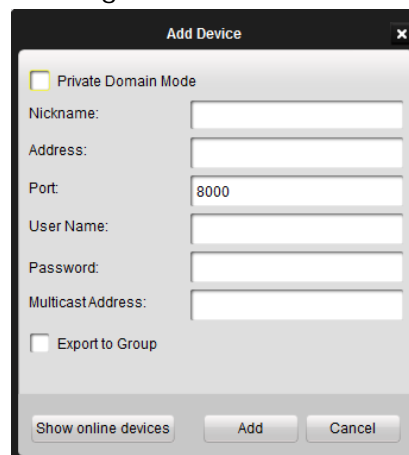 Add Device
Private Domain Mode
Nickname:
Address:
Port: 8000
User Name:
Password:
Multicast Address:
Export to Group
Show online devices Add Cancel